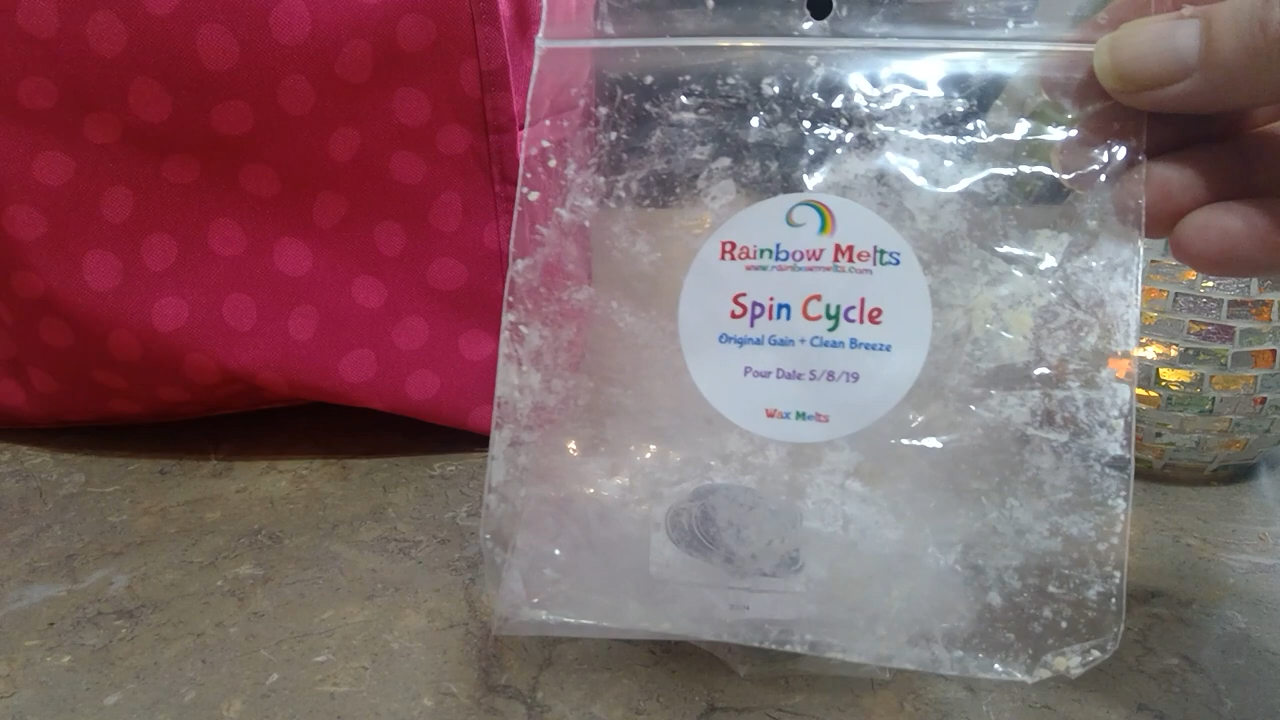 Rainbow Melts
www.rainbowmelts.com
Spin Cycle
Original Gain + Clean Breeze
Pour Date: 5/8/19
Wax Melts